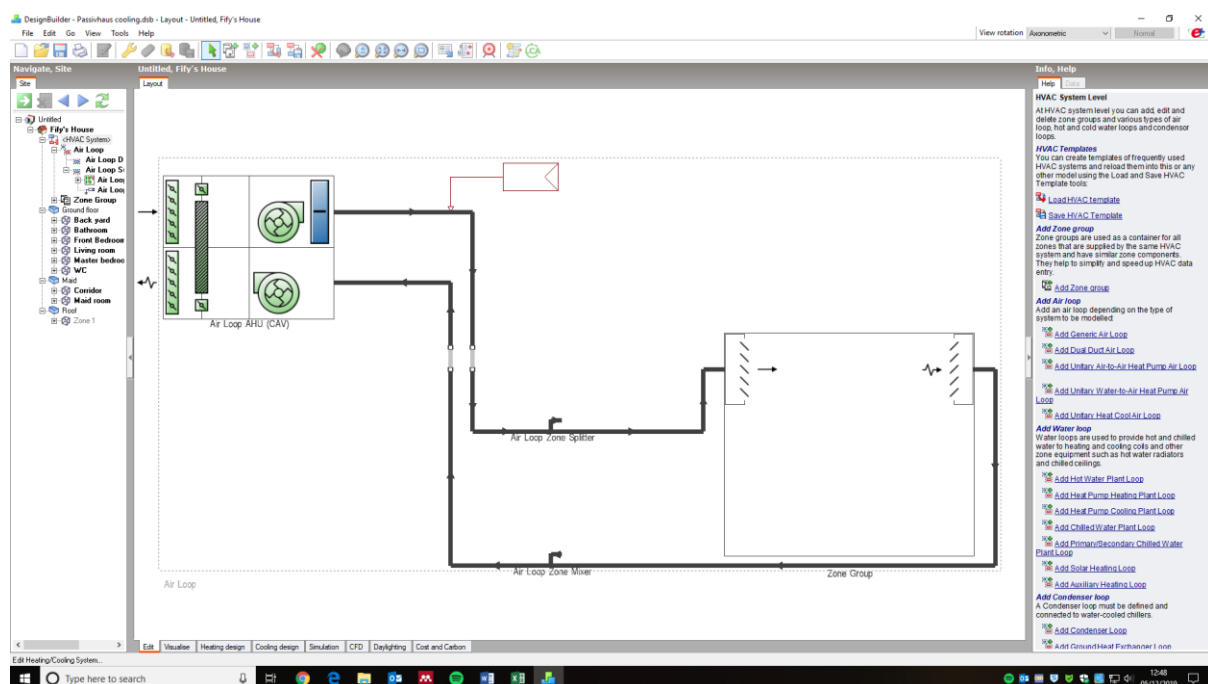 DesignBuilder - Passivhaus cooling.dsb - Layout - Untitled, Fify's House
File Edit Go View Tools Help
View rotation Axonometric Normal
Navigate, Site
Site
Untitled, Fify's House
Layout
Info, Help
Help Data
Untitled
Fify's House
<HVAC System>
Air Loop
Air Loop D
Air Loop S
Air Loop
Air Loop
Zone Group
Ground floor
Back yard
Bathroom
Front Bedroom
Living room
Master bedroo
WC
Maid
Corridor
Maid room
Roof
Zone 1
Air Loop AHU (CAV)
Air Loop Zone Splitter
Air Loop Zone Mixer
Zone Group
Air Loop
HVAC System Level
At HVAC system level you can add, edit and
delete zone groups and various types of air
loop, hot and cold water loops and condensor
loops.
HVAC Templates
You can create templates of frequently used
HVAC systems and reload them into this or any
other model using the Load and Save HVAC
Template tools:
Load HVAC template
Save HVAC Template
Add Zone group
Zone groups are used as a container for all
zones that are supplied by the same HVAC
system and have similar zone components.
They help to simplify and speed up HVAC data
entry.
Add Zone group
Add Air loop
Add an air loop depending on the type of
system to be modelled:
Add Generic Air Loop
Add Dual Duct Air Loop
Add Unitary Air-to-Air Heat Pump Air Loop
Add Unitary Water-to-Air Heat Pump Air
Loop
Add Unitary Heat Cool Air Loop
Add Water loop
Water loops are used to provide hot and chilled
water to heating and cooling coils and other
zone equipment such as hot water radiators
and chilled ceilings.
Add Hot Water Plant Loop
Add Heat Pump Heating Plant Loop
Add Heat Pump Cooling Plant Loop
Add Chilled Water Plant Loop
Add Primary/Secondary Chilled Water
Plant Loop
Add Solar Heating Loop
Add Auxiliary Heating Loop
Add Condenser loop
A Condenser loop must be defined and
connected to water-cooled chillers.
Add Condenser Loop
Add Ground Heat Exchanger Loop
Edit Visualise Heating design Cooling design Simulation CFD Daylighting Cost and Carbon
Edit Heating/Cooling System...
Type here to search
12:48
05/12/2019